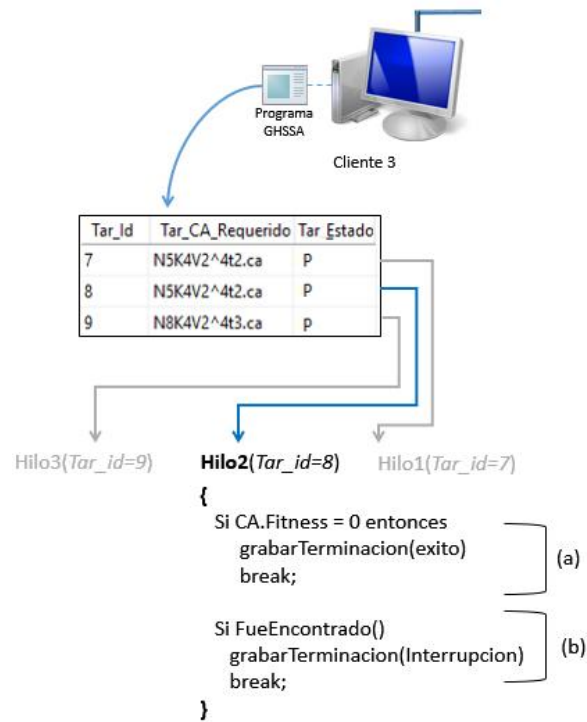 Programa
GHSSA
Cliente 3
Tar_Id Tar_CA_Requerido Tar_Estado
7 N5K4V2^4t2.ca P
8 N5K4V2^4t2.ca P
9 N8K4V2^4t3.ca p
Hilo3(Tar_id=9) Hilo2(Tar_id=8) Hilo1(Tar_id=7)
{
Si CA.Fitness = 0 entonces
grabarTerminacion(exito)
break;
(a)
Si FueEncontrado()
grabarTerminacion(Interrupcion)
break;
(b)
}